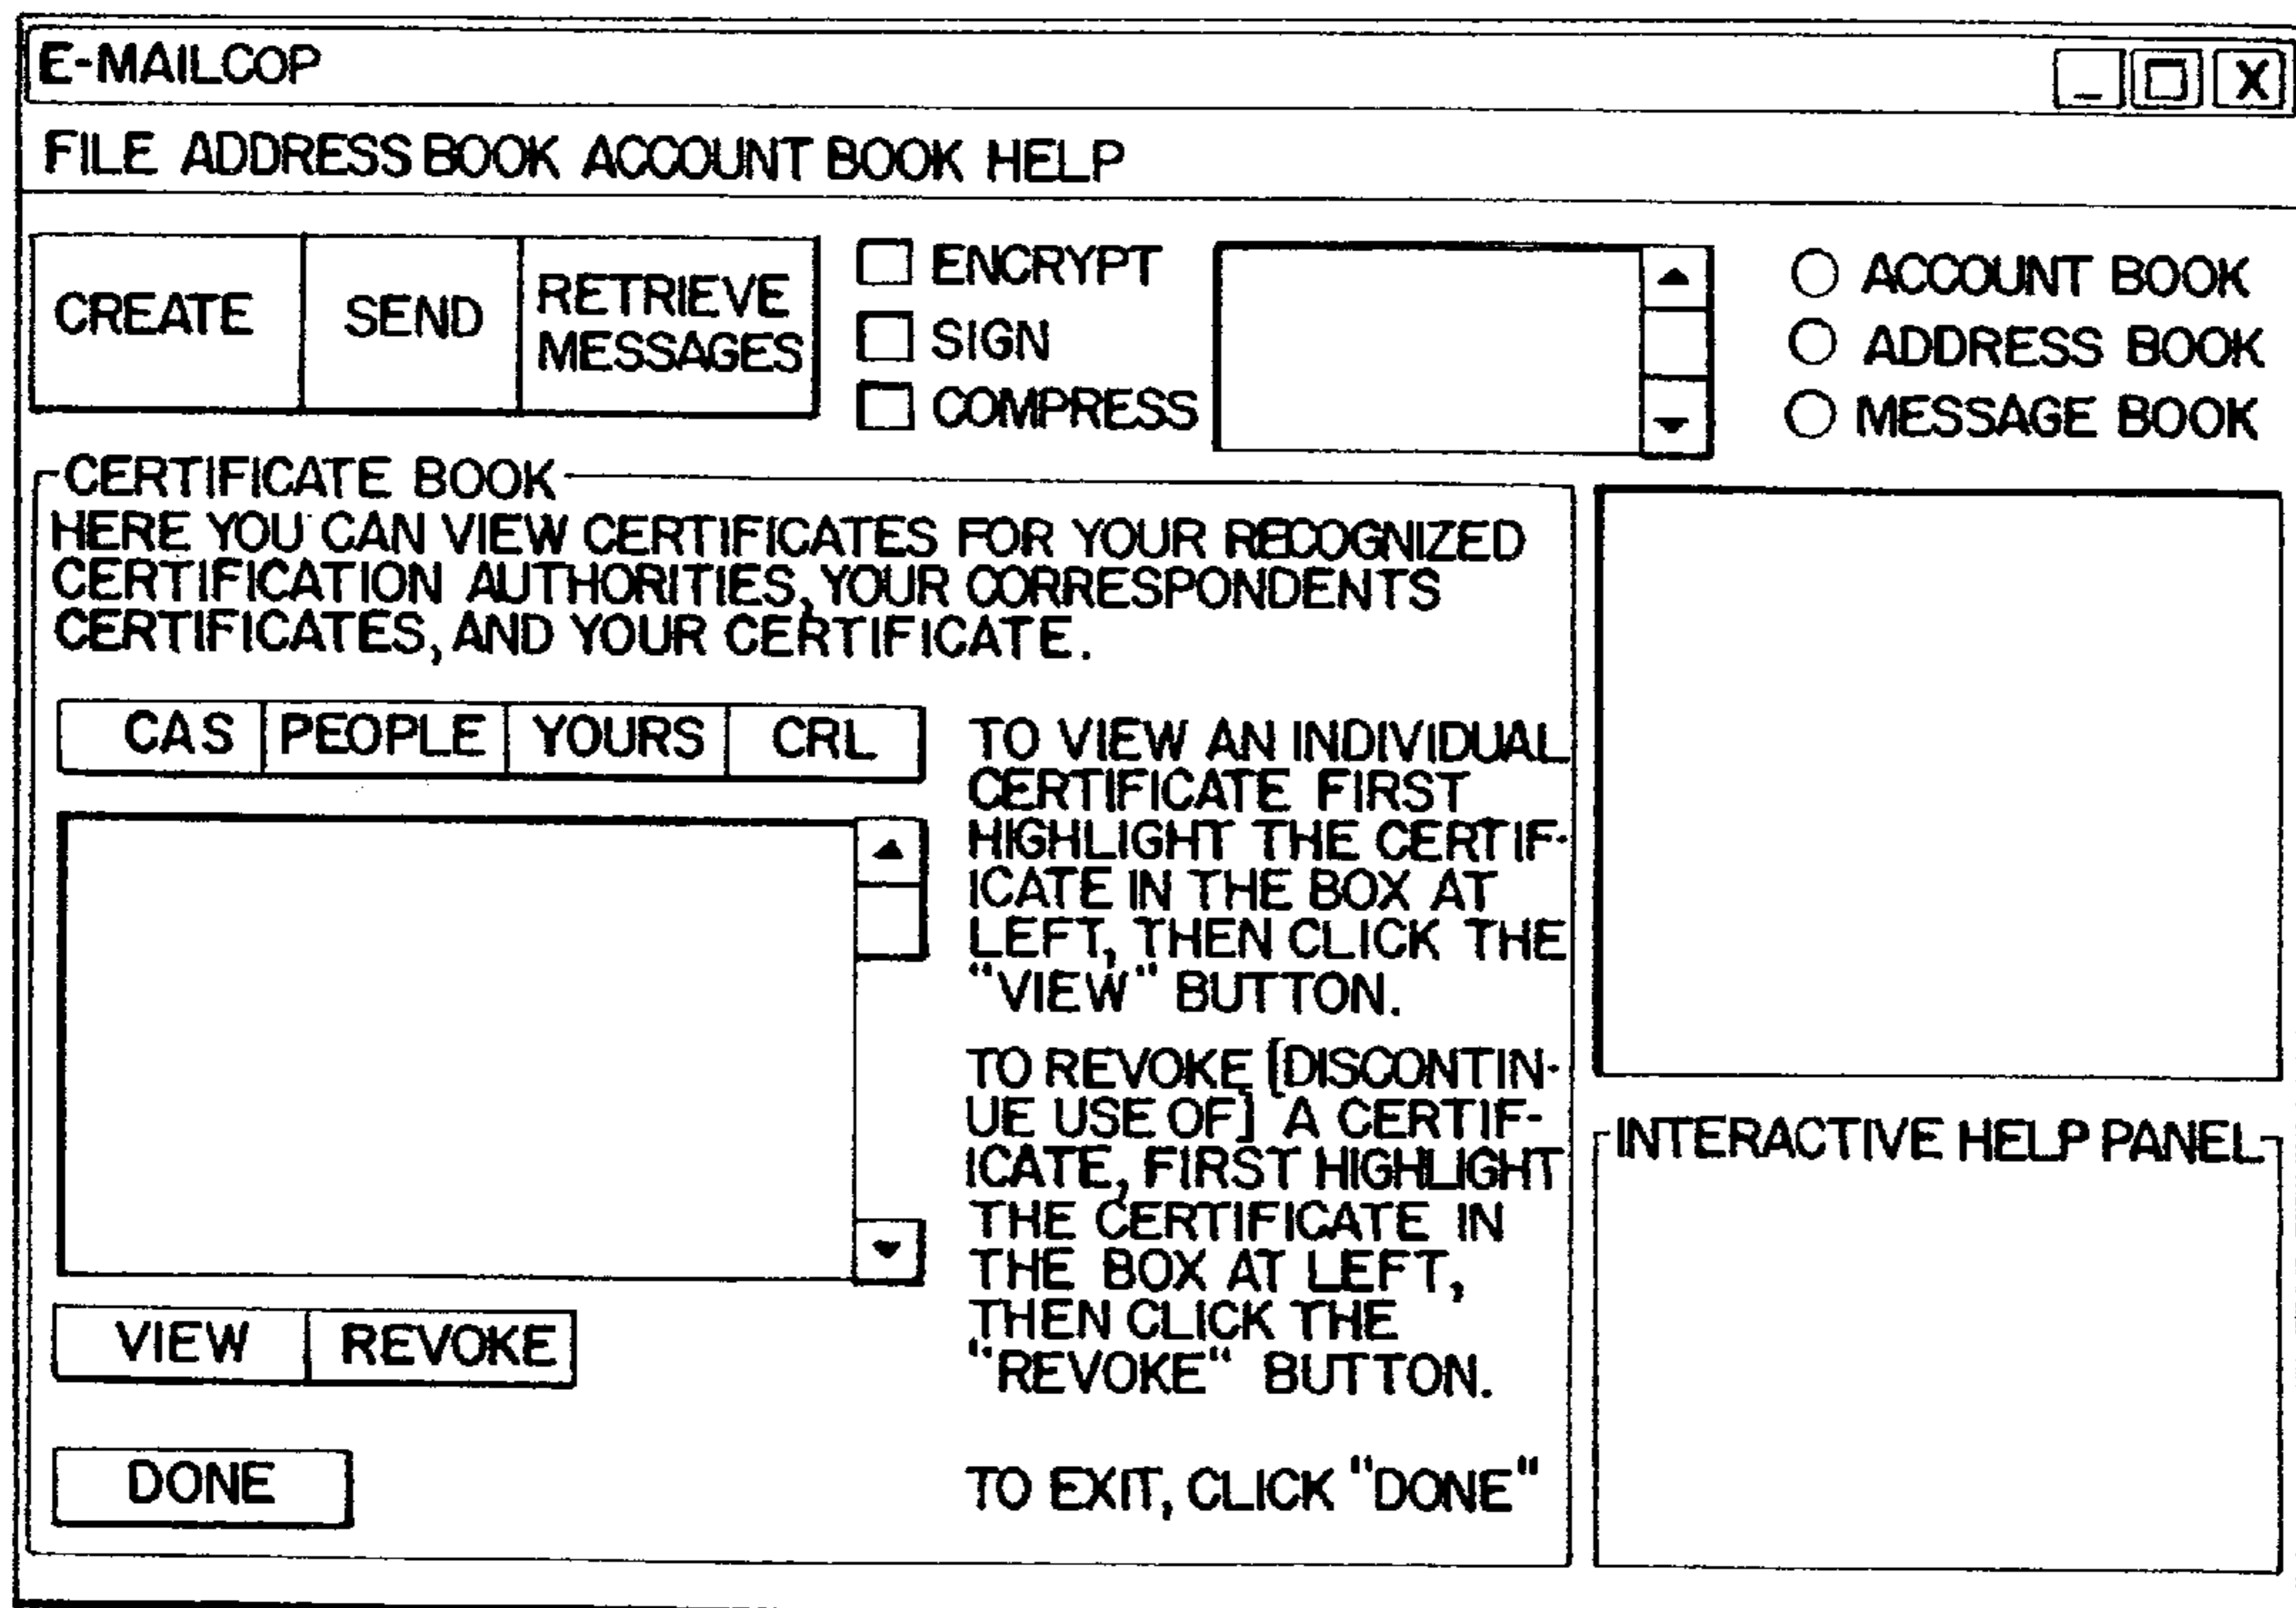 E-MAILCOP
_ X
FILE ADDRESS BOOK ACCOUNT BOOK HELP
CREATE
SEND
RETRIEVE
MESSAGES
ENCRYPT
SIGN
COMPRESS
ACCOUNT BOOK
ADDRESS BOOK
MESSAGE BOOK
CERTIFICATE BOOK
HERE YOU CAN VIEW CERTIFICATES FOR YOUR RECOGNIZED
CERTIFICATION AUTHORITIES, YOUR CORRESPONDENTS
CERTIFICATES, AND YOUR CERTIFICATE.
CAS PEOPLE YOURS CRL
TO VIEW AN INDIVIDUAL
CERTIFICATE FIRST
HIGHLIGHT THE CERTIF-
ICATE IN THE BOX AT
LEFT, THEN CLICK THE
"VIEW" BUTTON.
TO REVOKE [DISCONTIN-
UE USE OF] A CERTIF-
ICATE, FIRST HIGHLIGHT
THE CERTIFICATE IN
THE BOX AT LEFT,
THEN CLICK THE
"REVOKE" BUTTON.
VIEW REVOKE
DONE
TO EXIT, CLICK "DONE"
INTERACTIVE HELP PANEL